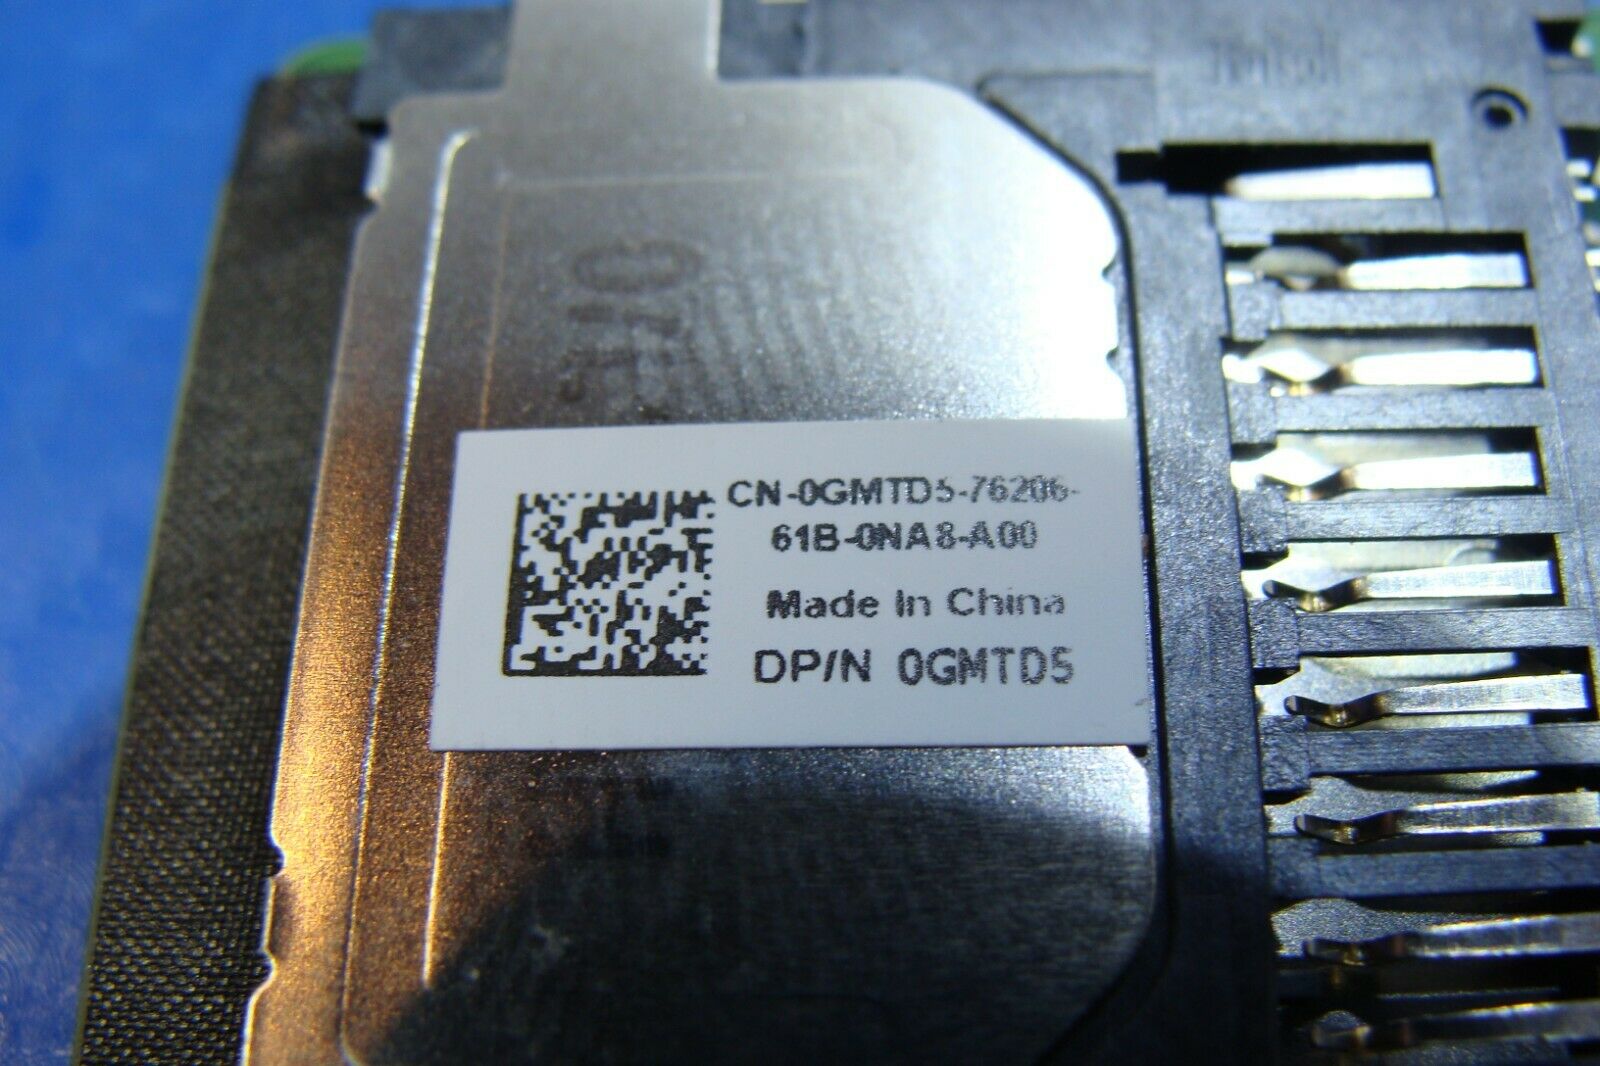 CN-0GMTD5-76206-
61B-0NA8-A00
Made In China
DP/N 0GMTD5